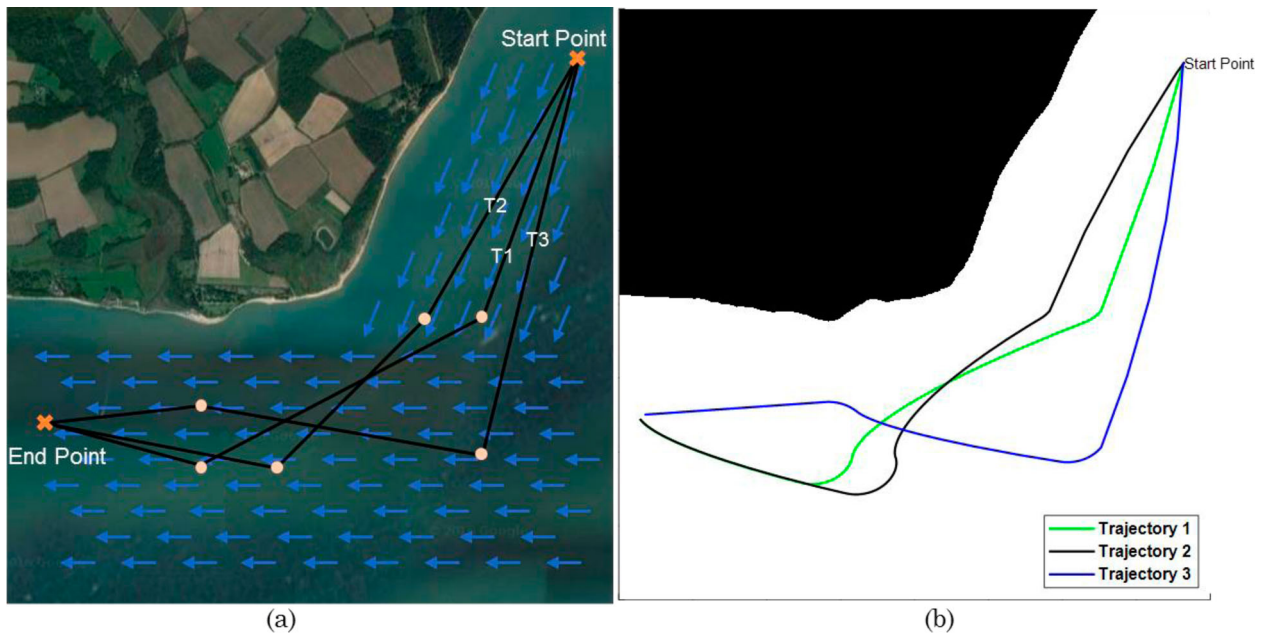 Start Point
T2
T1
T3
End Point
(a)
Start Point
Trajectory 1
Trajectory 2
Trajectory 3
(b)